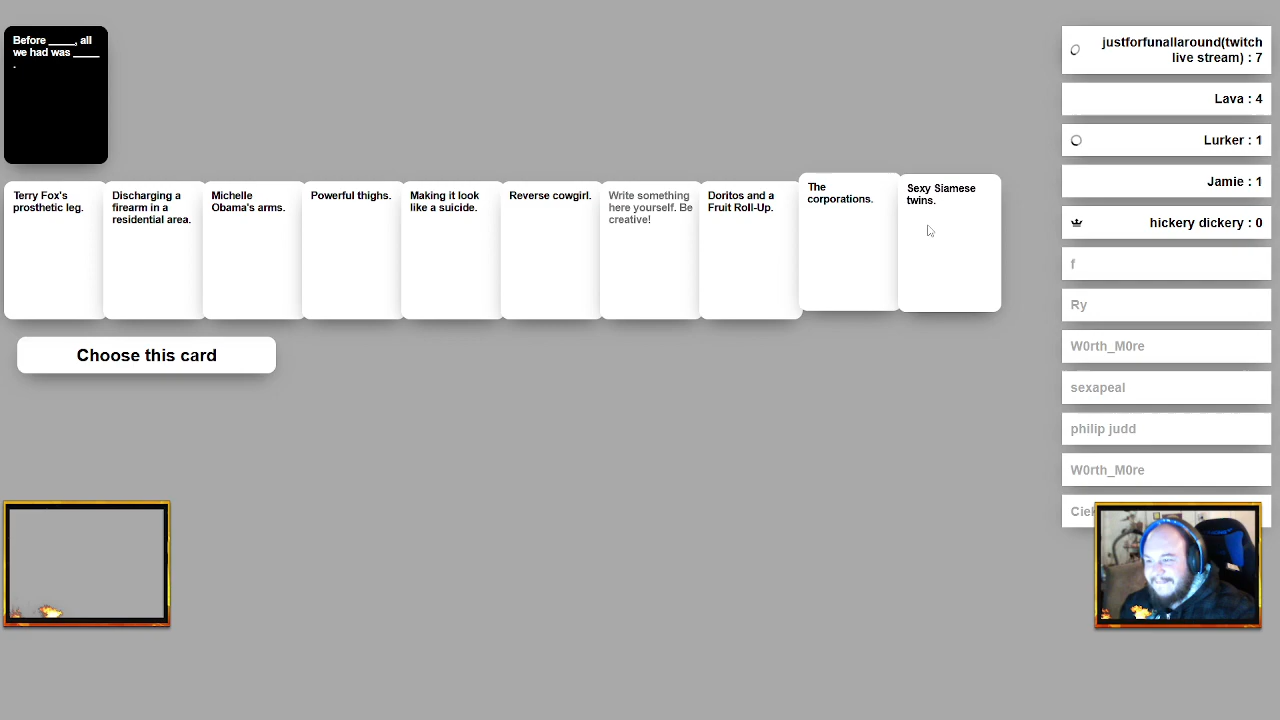 Before _____, all
we had was _____
.
Terry Fox's
prosthetic leg.
Discharging a
firearm in a
residential area.
Michelle
Obama's arms.
Powerful thighs.
Making it look
like a suicide.
Reverse cowgirl.
Write something
here yourself. Be
creative!
Doritos and a
Fruit Roll-Up.
The
corporations.
Sexy Siamese
twins.
Choose this card
justforfunallaround(twitch
live stream) : 7
Lava : 4
Lurker : 1
Jamie : 1
hickery dickery : 0
f
Ry
W0rth_M0re
sexapeal
philip judd
W0rth_M0re